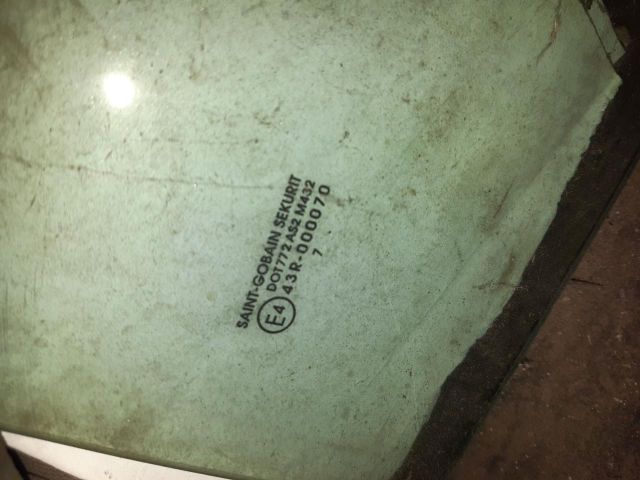 SAINT-GOBAIN SEKURIT
DOT772 AS2 M432
E4 43R-000070
7